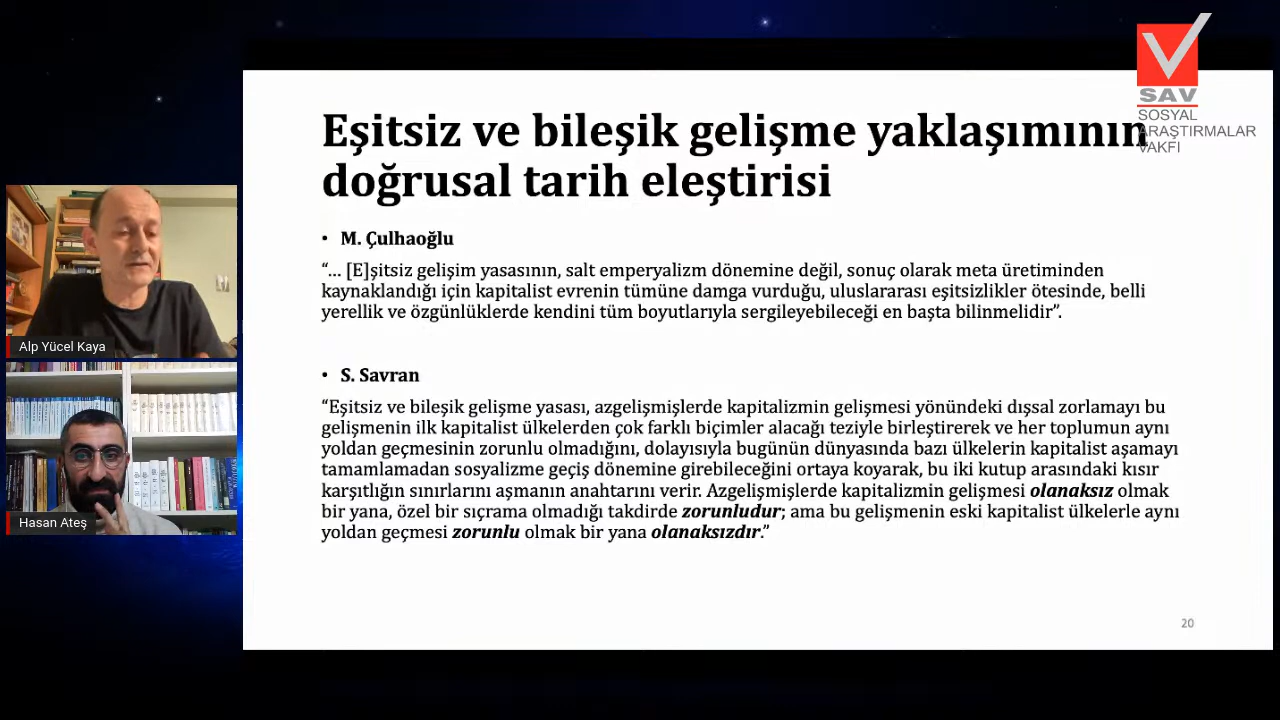 SAV
SOSYAL
ARAŞTIRMALAR
VAKFI
Eşitsiz ve bileşik gelişme yaklaşımının
doğrusal tarih eleştirisi
• M. Çulhaoğlu
“... [E]şitsiz gelişim yasasının, salt emperyalizm dönemine değil, sonuç olarak meta üretiminden
kaynaklandığı için kapitalist evrenin tümüne damga vurduğu, uluslararası eşitsizlikler ötesinde, belli
yerellik ve özgünlüklerde kendini tüm boyutlarıyla sergileyebileceği en başta bilinmelidir”.
• S. Savran
“Eşitsiz ve bileşik gelişme yasası, azgelişmişlerde kapitalizmin gelişmesi yönündeki dışsal zorlamayı bu
gelişmenin ilk kapitalist ülkelerden çok farklı biçimler alacağı teziyle birleştirerek ve her toplumun aynı
yoldan geçmesinin zorunlu olmadığını, dolayısıyla bugünün dünyasında bazı ülkelerin kapitalist aşamayı
tamamlamadan sosyalizme geçiş dönemine girebileceğini ortaya koyarak, bu iki kutup arasındaki kısır
karşıtlığın sınırlarını aşmanın anahtarını verir. Azgelişmişlerde kapitalizmin gelişmesi olanaksız olmak
bir yana, özel bir sıçrama olmadığı takdirde zorunludur; ama bu gelişmenin eski kapitalist ülkelerle aynı
yoldan geçmesi zorunlu olmak bir yana olanaksızdır.”
20
Alp Yücel Kaya
Hasan Ateş